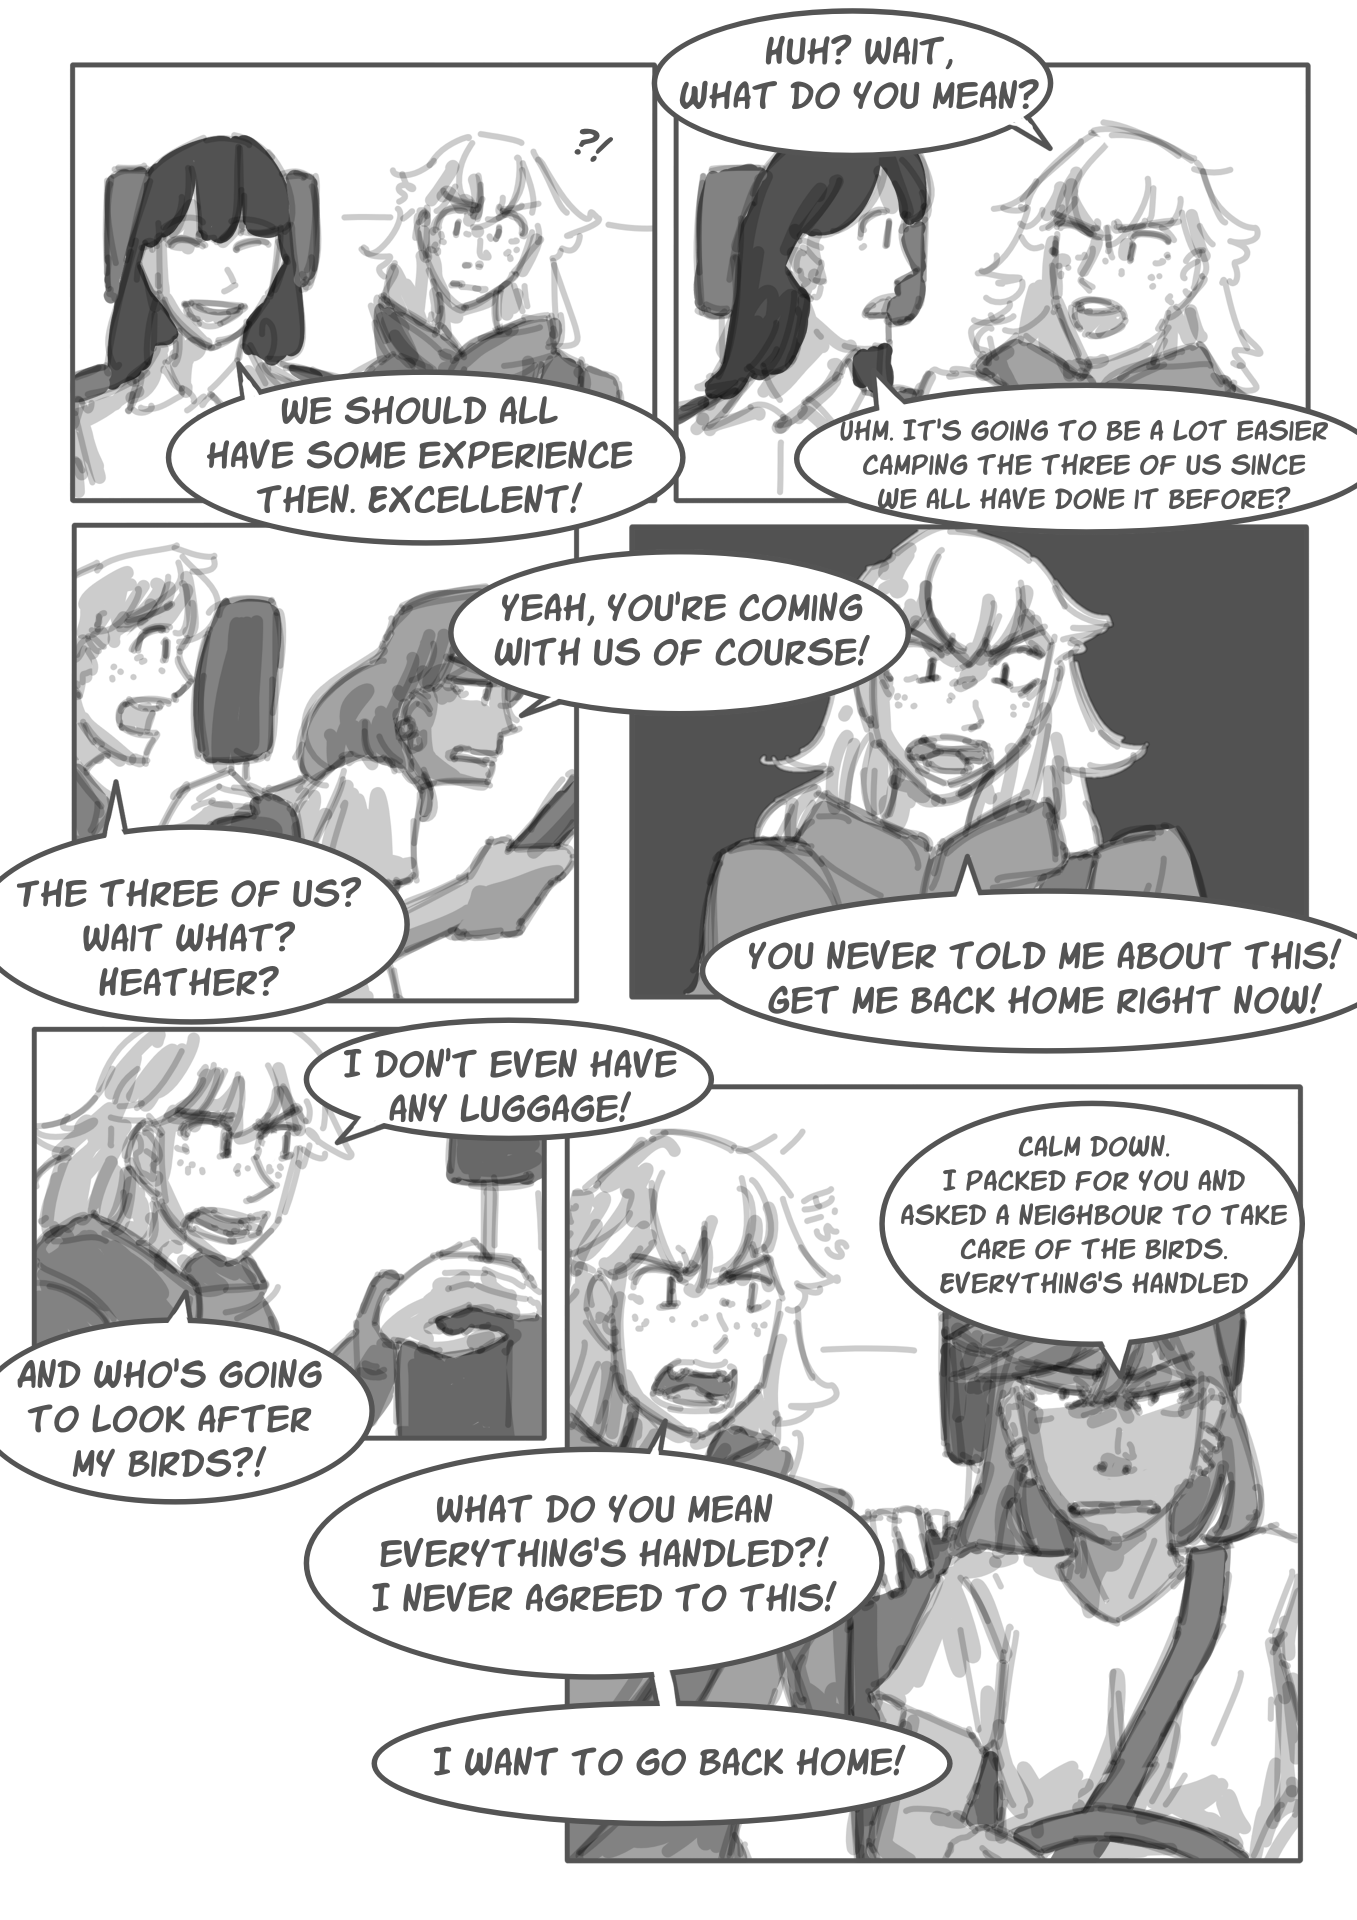 ?!
WE SHOULD ALL
HAVE SOME EXPERIENCE
THEN. EXCELLENT!
HUH? WAIT,
WHAT DO YOU MEAN?
UHM. IT'S GOING TO BE A LOT EASIER
CAMPING THE THREE OF US SINCE
WE ALL HAVE DONE IT BEFORE?
THE THREE OF US?
WAIT WHAT?
HEATHER?
YEAH, YOU'RE COMING
WITH US OF COURSE!
YOU NEVER TOLD ME ABOUT THIS!
GET ME BACK HOME RIGHT NOW!
I DON'T EVEN HAVE
ANY LUGGAGE!
AND WHO'S GOING
TO LOOK AFTER
MY BIRDS?!
CALM DOWN.
I PACKED FOR YOU AND
ASKED A NEIGHBOUR TO TAKE
CARE OF THE BIRDS.
EVERYTHING'S HANDLED
WHAT DO YOU MEAN
EVERYTHING'S HANDLED?!
I NEVER AGREED TO THIS!
I WANT TO GO BACK HOME!